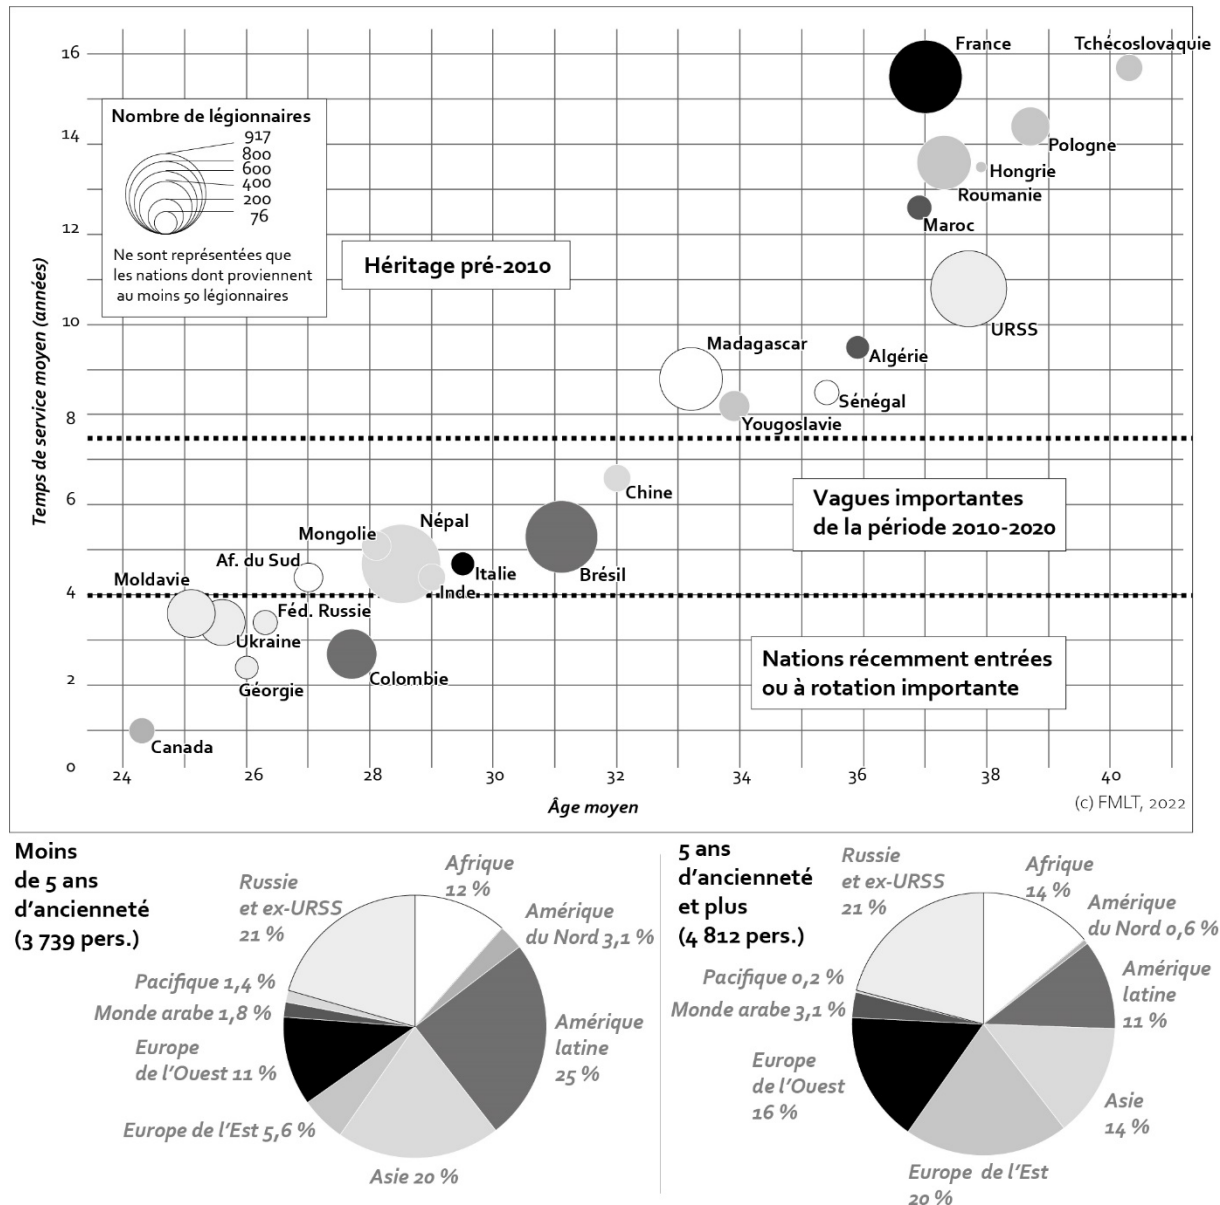 16
14
12
10
8
6
4
2
0
Temps de service moyen (années)
Nombre de légionnaires
917
800
600
400
200
76
Ne sont représentées que
les nations dont proviennent
au moins 50 légionnaires
Héritage pré-2010
France
Tchécoslovaquie
Pologne
Hongrie
Roumanie
Maroc
URSS
Madagascar
Algérie
Sénégal
Yougoslavie
Chine
Vagues importantes
de la période 2010-2020
Népal
Mongolie
Af. du Sud
Italie
Brésil
Inde
Moldavie
Féd. Russie
Ukraine
Géorgie
Colombie
Canada
Nations récemment entrées
ou à rotation importante
24
26
28
30
32
34
36
38
40
Âge moyen
(c) FMLT, 2022
Moins
de 5 ans
d'ancienneté
(3 739 pers.)
Russie
et ex-URSS
21 %
Afrique
12 %
Amérique
du Nord 3,1 %
Pacifique 1,4 %
Monde arabe 1,8 %
Europe
de l'Ouest 11 %
Amérique
latine
25 %
Europe de l'Est 5,6 %
Asie 20 %
5 ans
d'ancienneté
et plus
(4 812 pers.)
Russie
et ex-URSS
21 %
Afrique
14 %
Amérique
du Nord 0,6 %
Pacifique 0,2 %
Monde arabe 3,1 %
Amérique
latine
11 %
Europe
de l'Ouest
16 %
Asie
14 %
Europe de l'Est
20 %